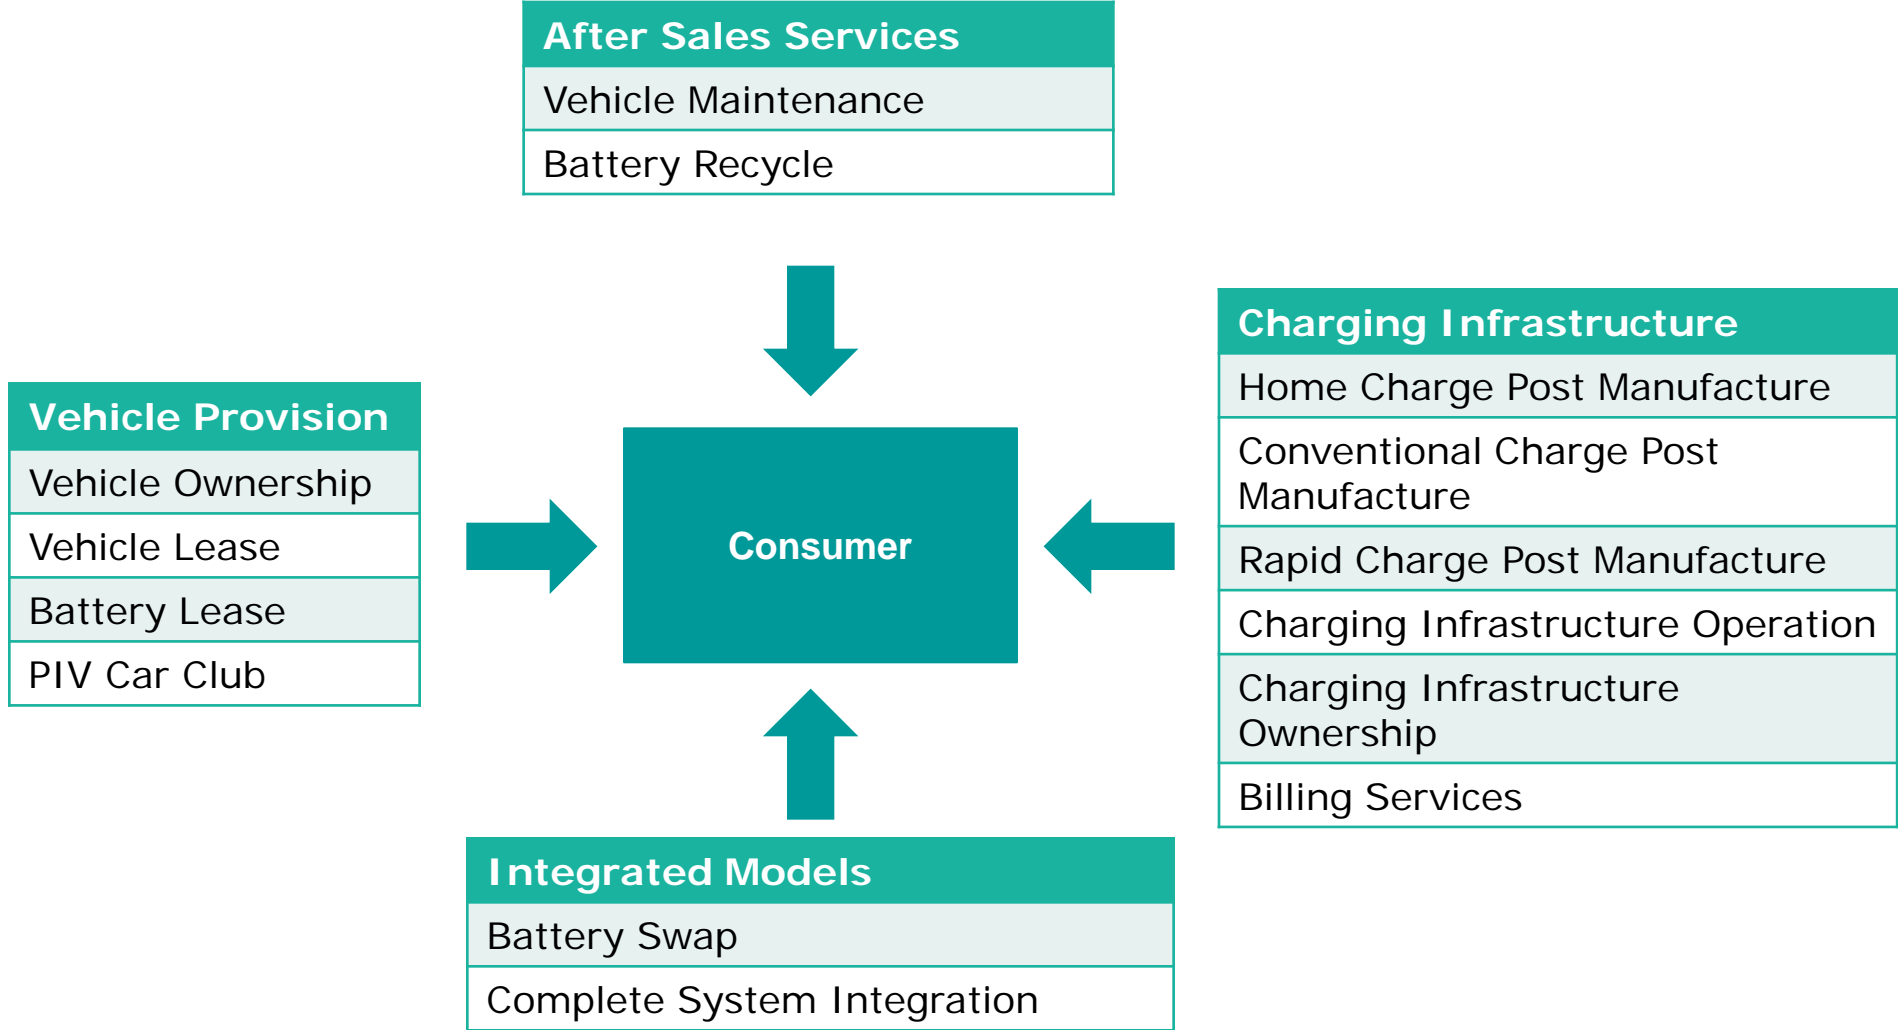 After Sales Services
Vehicle Maintenance
Battery Recycle
Vehicle Provision
Vehicle Ownership
Vehicle Lease
Battery Lease
PIV Car Club
Consumer
Charging Infrastructure
Home Charge Post Manufacture
Conventional Charge Post
Manufacture
Rapid Charge Post Manufacture
Charging Infrastructure Operation
Charging Infrastructure
Ownership
Billing Services
Integrated Models
Battery Swap
Complete System Integration